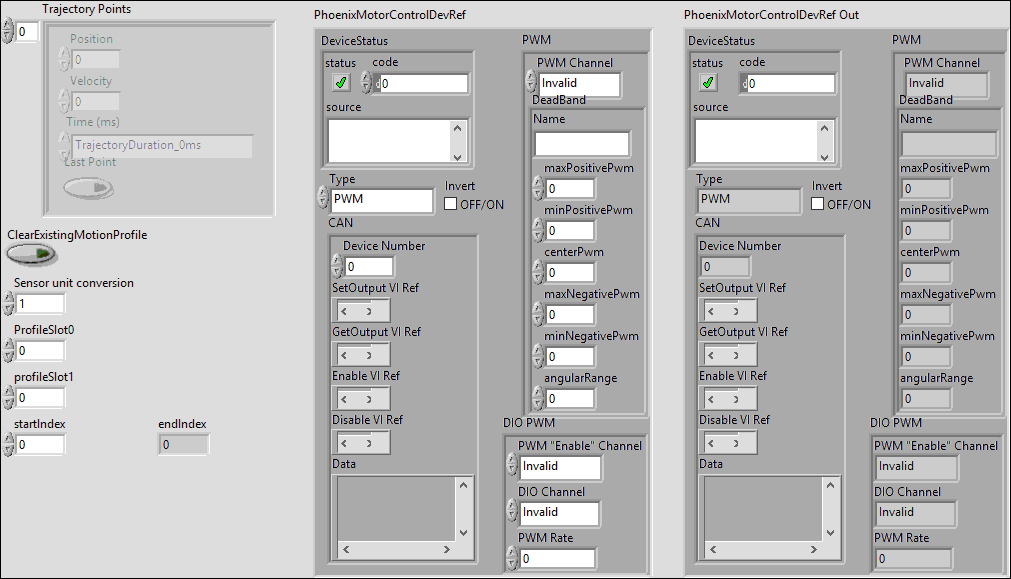 Trajectory Points
0
Position
0
Velocity
0
Time (ms)
TrajectoryDuration_0ms
Last Point
ClearExistingMotionProfile
Sensor unit conversion
1
ProfileSlot0
0
profileSlot1
0
startIndex
0
endIndex
0
PhoenixMotorControlDevRef
DeviceStatus
status code
0
source
Type
PWM
Invert
OFF/ON
CAN
Device Number
0
SetOutput VI Ref
GetOutput VI Ref
Enable VI Ref
Disable VI Ref
Data
PWM
PWM Channel
Invalid
DeadBand
Name
maxPositivePwm
0
minPositivePwm
0
centerPwm
0
maxNegativePwm
0
minNegativePwm
0
angularRange
0
DIO PWM
PWM "Enable" Channel
Invalid
DIO Channel
Invalid
PWM Rate
0
PhoenixMotorControlDevRef Out
DeviceStatus
status code
0
source
Type
PWM
Invert
OFF/ON
CAN
Device Number
0
SetOutput VI Ref
GetOutput VI Ref
Enable VI Ref
Disable VI Ref
Data
PWM
PWM Channel
Invalid
DeadBand
Name
maxPositivePwm
0
minPositivePwm
0
centerPwm
0
maxNegativePwm
0
minNegativePwm
0
angularRange
0
DIO PWM
PWM "Enable" Channel
Invalid
DIO Channel
Invalid
PWM Rate
0